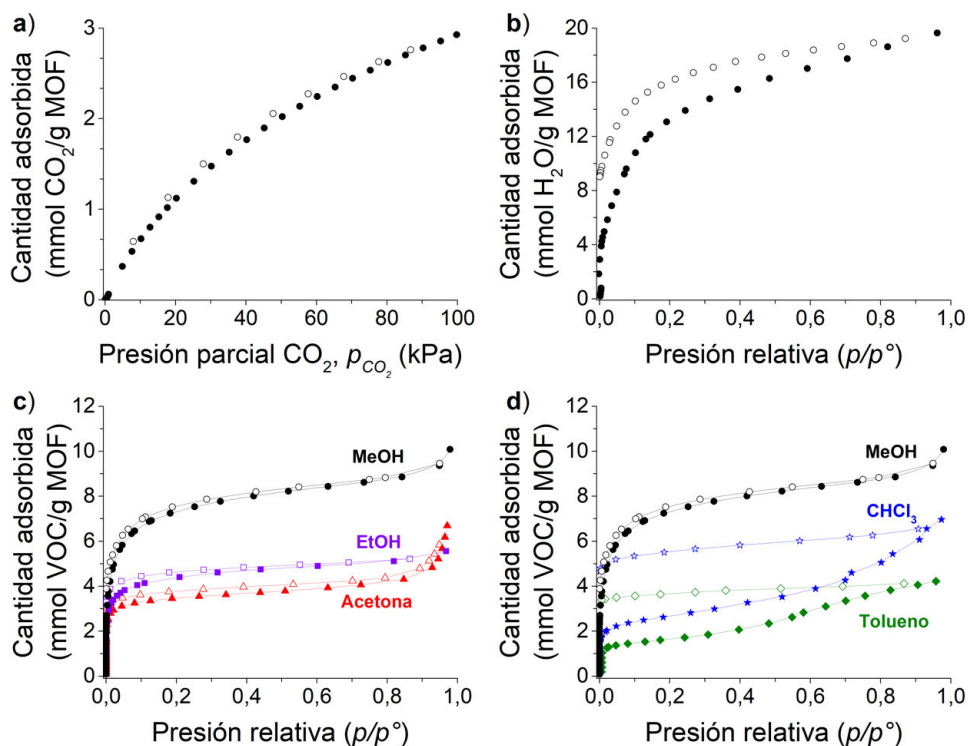 a)
Cantidad adsorbida
(mmol CO₂/g MOF)
3
2
1
0
0 20 40 60 80 100
Presión parcial CO₂, p_CO₂ (kPa)
b)
Cantidad adsorbida
(mmol H₂O/g MOF)
20
16
12
8
4
0
0,0 0,2 0,4 0,6 0,8 1,0
Presión relativa (p/p°)
c)
Cantidad adsorbida
(mmol VOC/g MOF)
12
10
8
6
4
2
0
MeOH
EtOH
Acetona
0,0 0,2 0,4 0,6 0,8 1,0
Presión relativa (p/p°)
d)
Cantidad adsorbida
(mmol VOC/g MOF)
12
10
8
6
4
2
0
MeOH
CHCl₃
Tolueno
0,0 0,2 0,4 0,6 0,8 1,0
Presión relativa (p/p°)